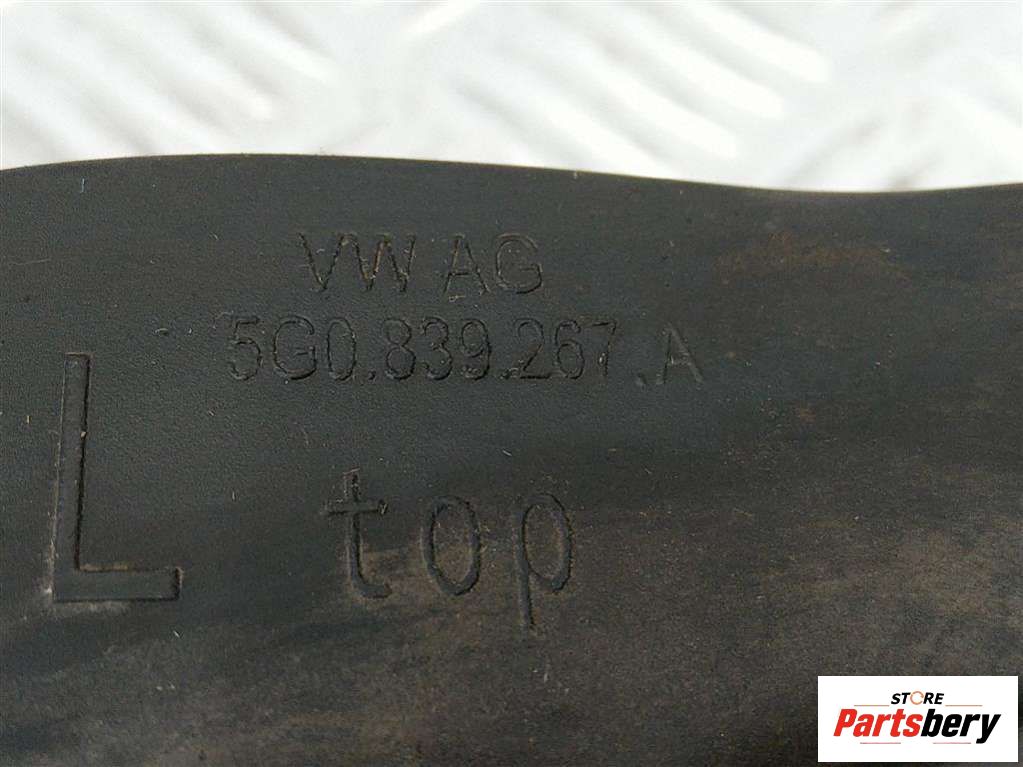 VW AG
5G0.839.267.A
L top
STORE
Partsbery